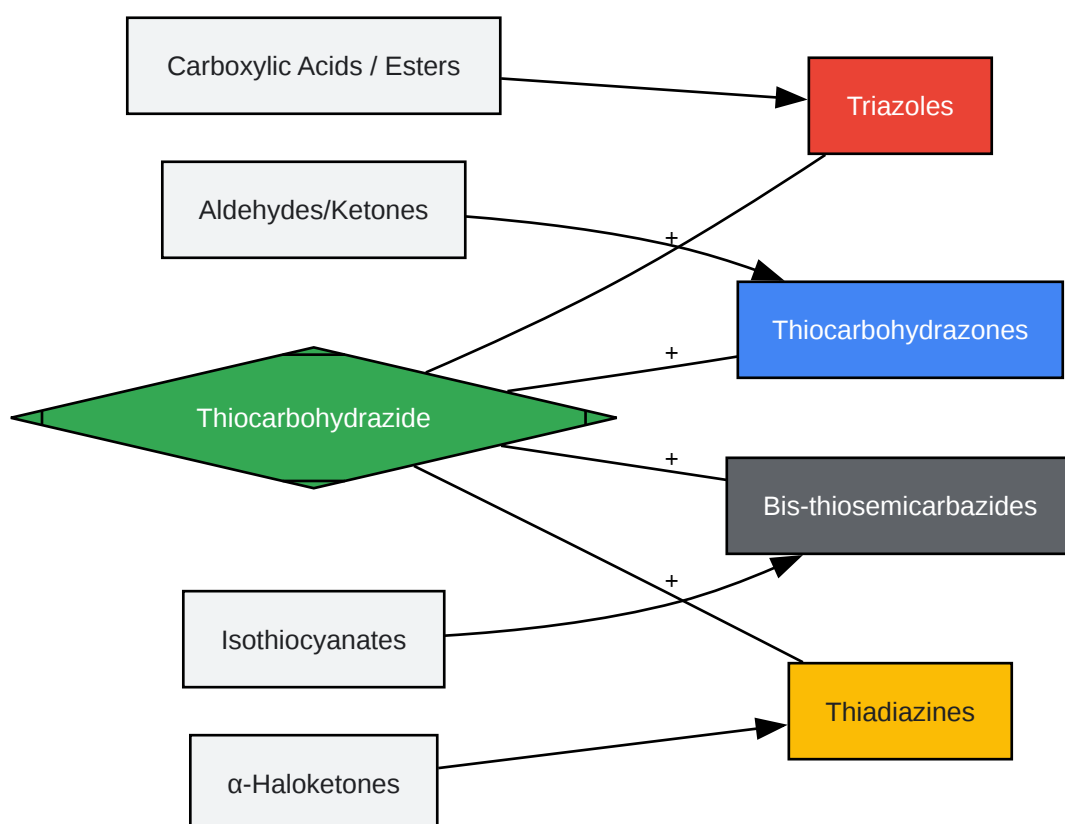 Carboxylic Acids / Esters
Triazoles
Aldehydes/Ketones
+
Thiocarbohydrazones
+
Thiocarbohydrazide
+
Bis-thiosemicarbazides
+
Isothiocyanates
Thiadiazines
α-Haloketones